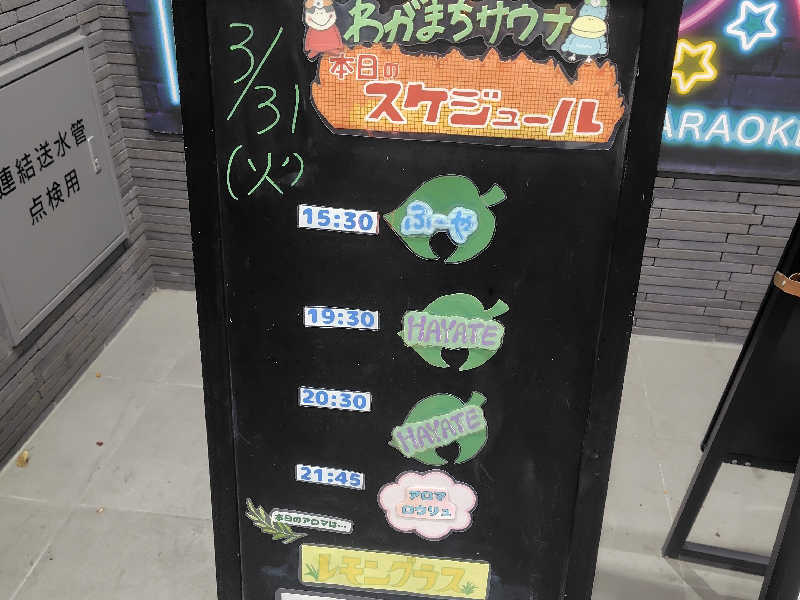 3/31
(火)
わがまちサウナ
本日の
スケジュール
15:30 ふーや
19:30 HAYATE
20:30 HAYATE
21:45 アロマ
ロウリュ
本日のアロマは…
レモングラス
連結送水管
点検用
ARAOKE